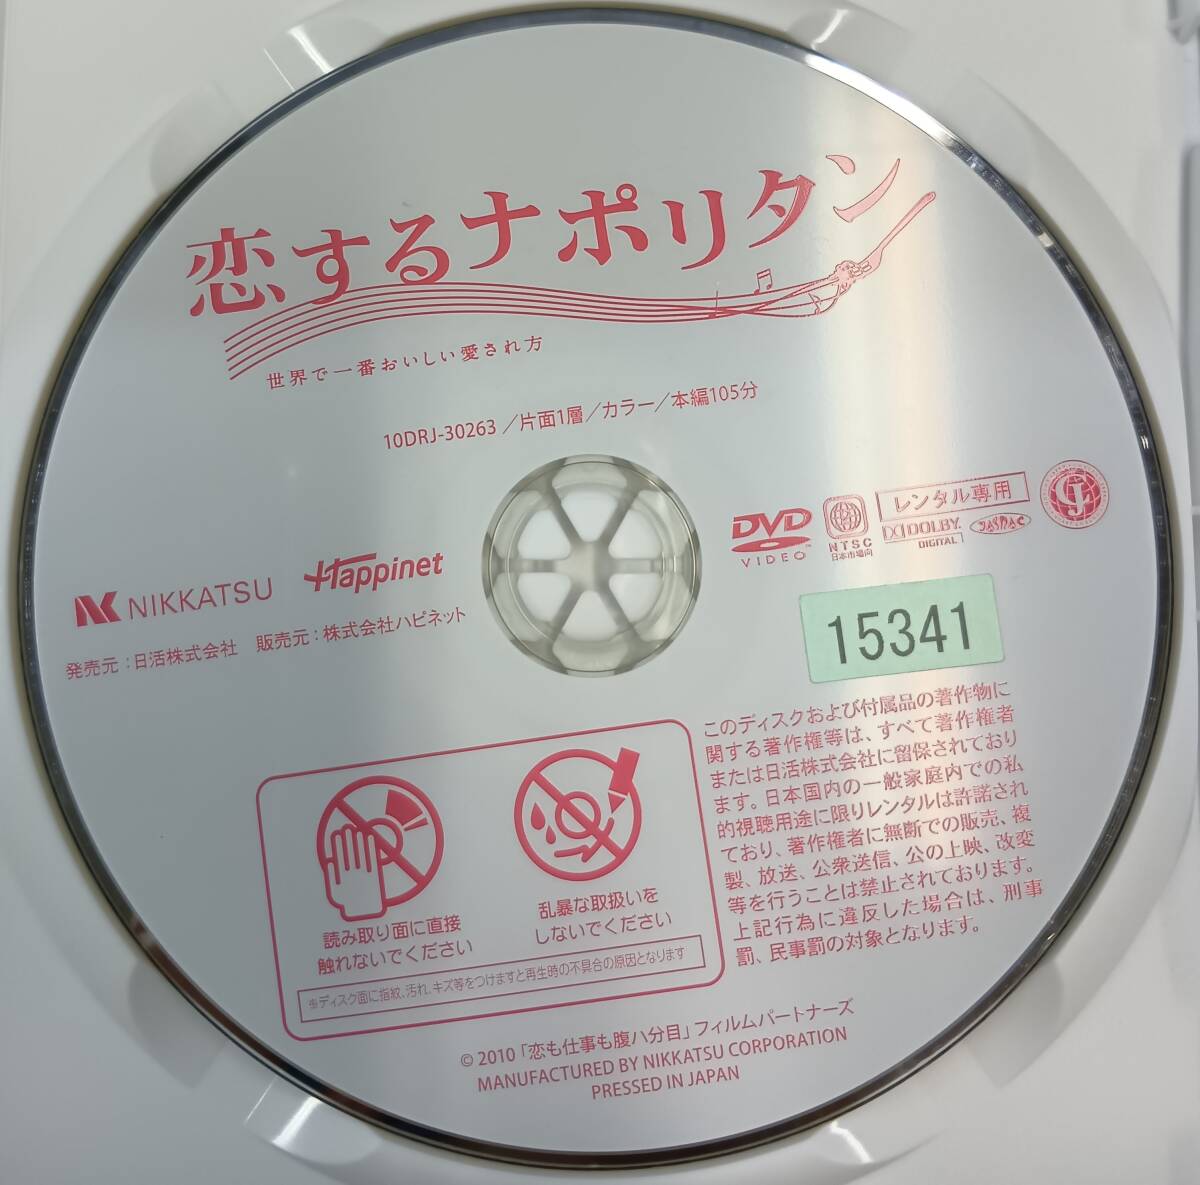 恋するナポリタン
世界で一番おいしい愛され方
10DRJ-30263／片面1層／カラー／本編105分
NIKKATSU
Happinet
発売元：日活株式会社 販売元：株式会社ハピネット
DVD
VIDEO
NTSC
日本市場向
レンタル専用
DOLBY
DIGITAL
JASRAC
15341
このディスクおよび付属品の著作物に
関する著作権等は、すべて著作権者
または日活株式会社に留保されており
ます。日本国内の一般家庭内での私
的視聴用途に限りレンタルは許諾され
ており、著作権者に無断での販売、複
製、放送、公衆送信、公の上映、改変
等を行うことは禁止されております。
上記行為に違反した場合は、刑事
罰、民事罰の対象となります。
読み取り面に直接
触れないでください
乱暴な取扱いを
しないでください
※ディスク面に指紋、汚れ、キズ等をつけますと再生時の不具合の原因となります
© 2010「恋も仕事も腹八分目」フィルムパートナーズ
MANUFACTURED BY NIKKATSU CORPORATION
PRESSED IN JAPAN